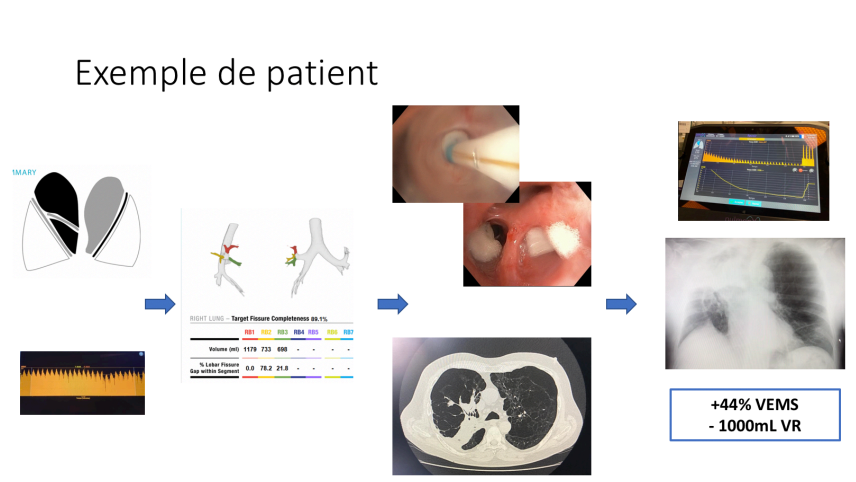 Exemple de patient
IMARY
RIGHT LUNG – Target Fissure Completeness 89.1%
RB1 RB2 RB3 RB4 RB5 RB6 RB7
Volume (ml) 1179 733 698 - - - -
% Lobar Fissure
Gap within Segment 0.0 78.2 21.8 - - - -
+44% VEMS
- 1000mL VR